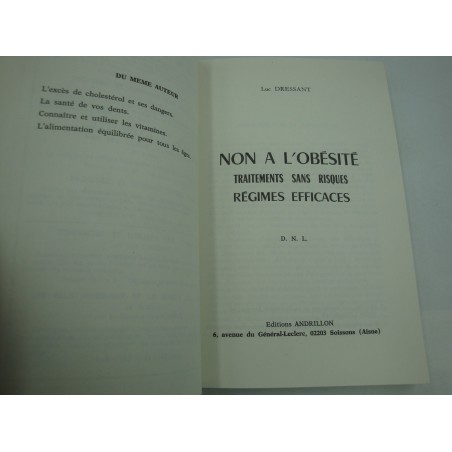 DU MEME AUTEUR
L'excès de cholestérol et ses dangers.
La santé de vos dents.
Connaître et utiliser les vitamines.
L'alimentation équilibrée pour tous les âges.
Luc DRESSANY
NON A L'OBÉSITÉ
TRAITEMENTS SANS RISQUES
RÉGIMES EFFICACES
D. N. L.
Editions ANDRILLON
6, avenue du Général-Leclerc, 02203 Soissons (Aisne)